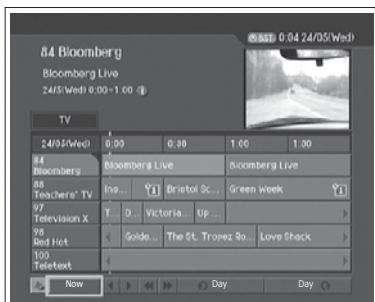 BST 0:04 24/05(Wed)
84 Bloomberg
Bloomberg Live
24/5(Wed) 0:00~1:00
TV
24/05(Wed) 0:00 0:30 1:00 1:30
84 Bloomberg Bloomberg Live Bloomberg Live
88 Teachers' TV Ins... Bristol Sc... Green Week
97 Television X T... D... Victoria... Up ...
98 Red Hot Golde... The St. Tropez Ro... Love Shack
100 Teletext
Now Day Day